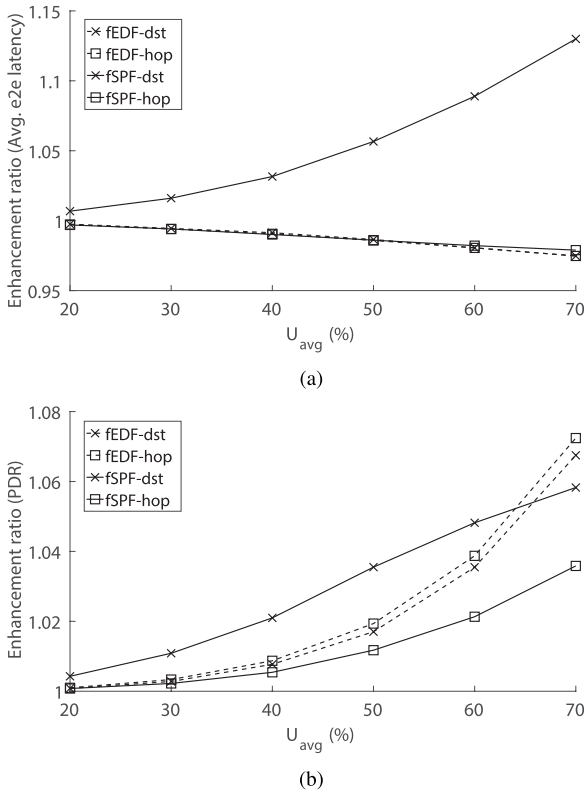 1.15
1.1
1.05
1
0.95
Enhancement ratio (Avg. e2e latency)
fEDF-dst
fEDF-hop
fSPF-dst
fSPF-hop
20 30 40 50 60 70
Uavg (%)
(a)
1.08
1.06
1.04
1.02
1
Enhancement ratio (PDR)
fEDF-dst
fEDF-hop
fSPF-dst
fSPF-hop
20 30 40 50 60 70
Uavg (%)
(b)